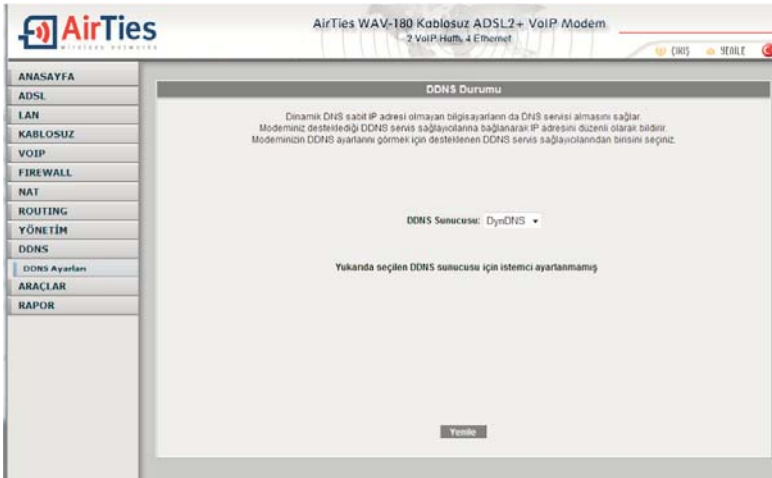 AirTies
wireless networks
AirTies WAV-180 Kablosuz ADSL2+ VoIP Modem
2 VoIP Hattı, 4 Ethernet
ÇIKIŞ
YENİLE
ANASAYFA
ADSL
LAN
KABLOSUZ
VOIP
FIREWALL
NAT
ROUTING
YÖNETİM
DDNS
DDNS Ayarları
ARAÇLAR
RAPOR
DDNS Durumu
Dinamik DNS sabit IP adresi olmayan bilgisayarların da DNS servisi almasını sağlar.
Modeminiz desteklediği DDNS servis sağlayıcılarına bağlanarak IP adresini düzenli olarak bildirir.
Modeminizin DDNS ayarlarını görmek için desteklenen DDNS servis sağlayıcılarından birisini seçiniz.
DDNS Sunucusu: DynDNS
Yukarıda seçilen DDNS sunucusu için istemci ayarlanmamış
Yenile